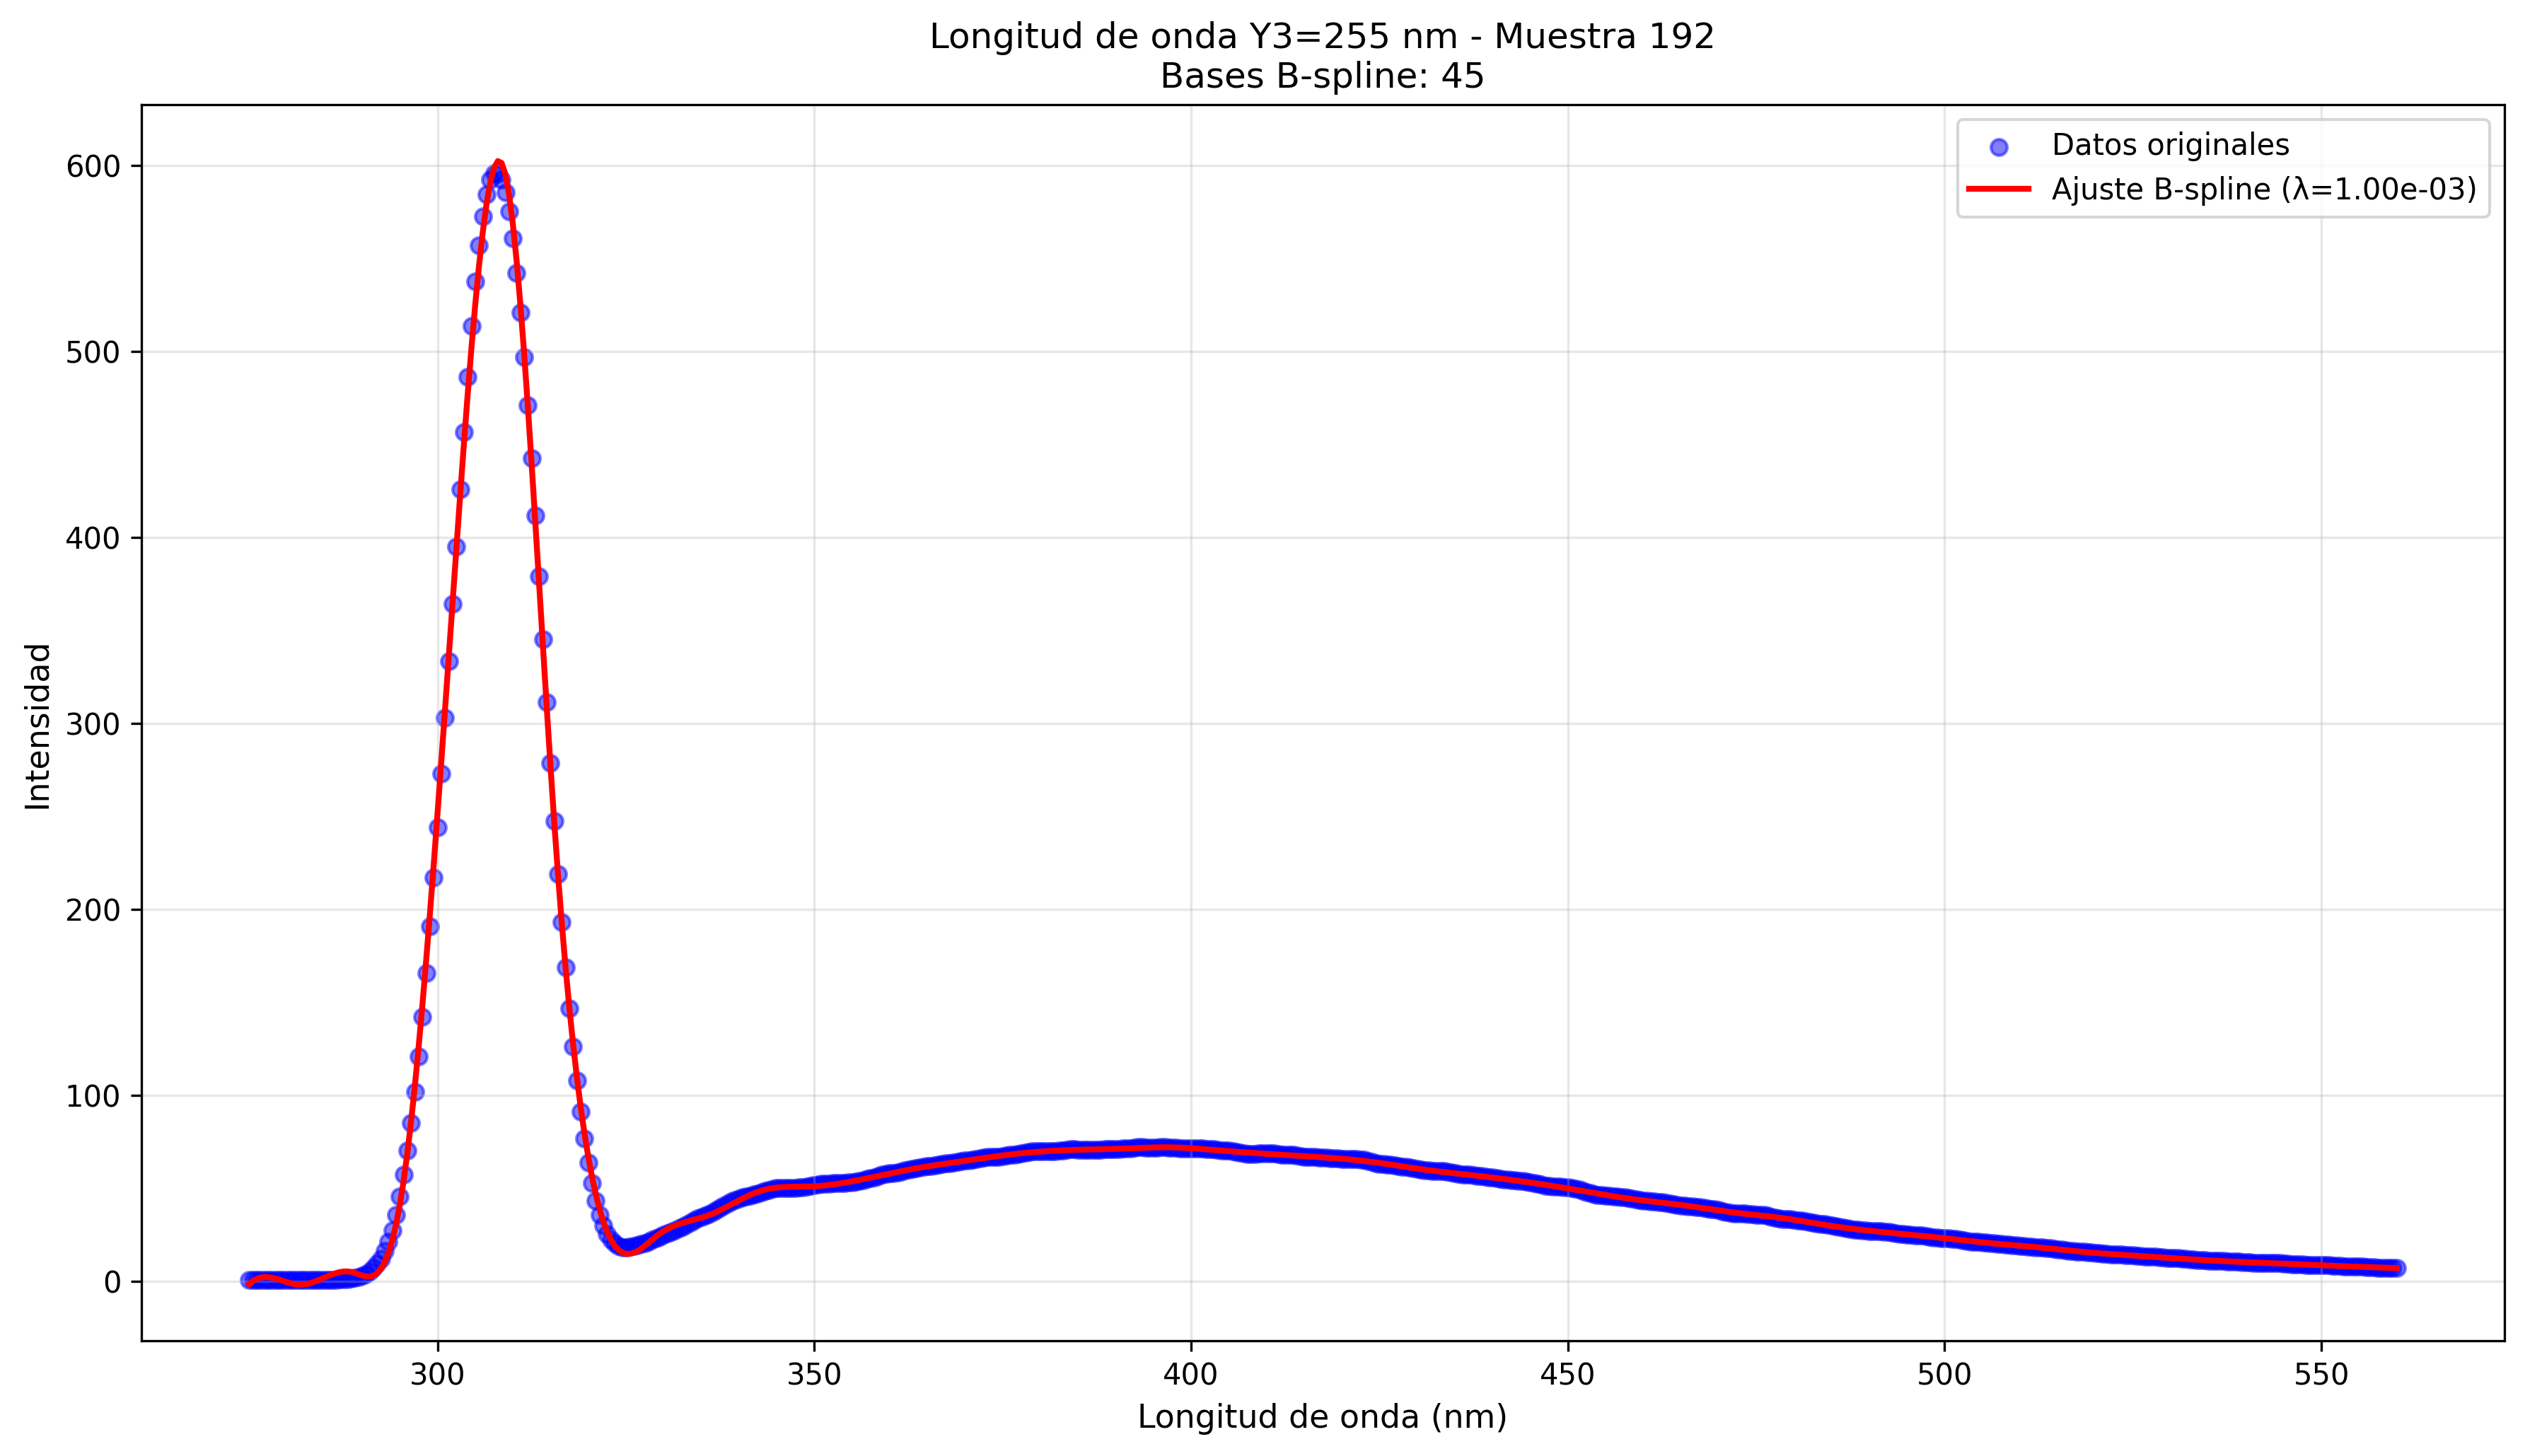 Longitud de onda Y3=255 nm - Muestra 192
Bases B-spline: 45
Datos originales
Ajuste B-spline (λ=1.00e-03)
Intensidad
600
500
400
300
200
100
0
300
350
400
450
500
550
Longitud de onda (nm)